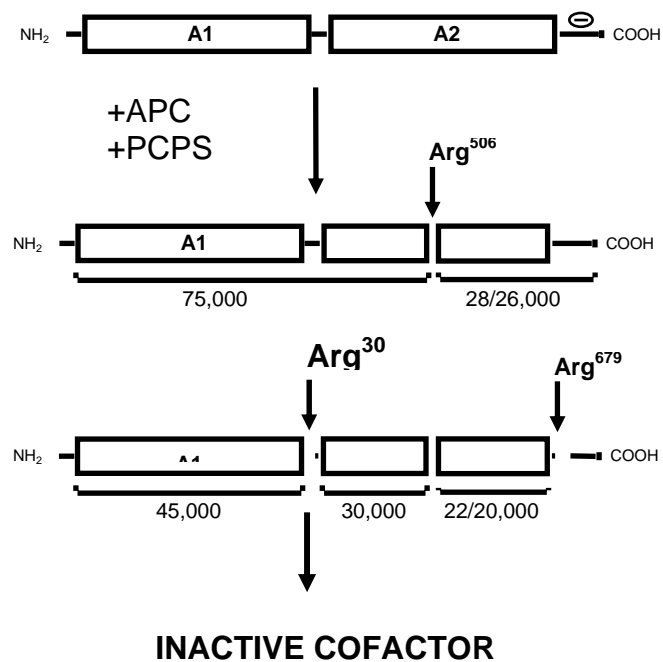 NH₂ A1 A2 ⊖ COOH
+APC
+PCPS
Arg⁵⁰⁶
NH₂ A1 COOH
75,000 28/26,000
Arg³⁰
Arg⁶⁷⁹
NH₂ COOH
45,000 30,000 22/20,000
INACTIVE COFACTOR